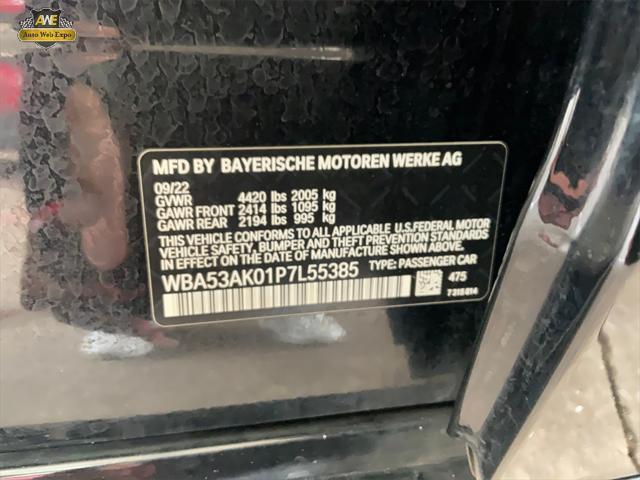 AWE
Auto Web Expo
MFD BY BAYERISCHE MOTOREN WERKE AG
09/22
GVWR 4420 lbs 2005 kg
GAWR FRONT 2414 lbs 1095 kg
GAWR REAR 2194 lbs 995 kg
THIS VEHICLE CONFORMS TO ALL APPLICABLE U.S.FEDERAL MOTOR
VEHICLE SAFETY, BUMPER AND THEFT PREVENTION STANDARDS
IN EFFECT ON THE DATE OF MANUFACTURE SHOWN ABOVE.
WBA53AK01P7L55385 TYPE: PASSENGER CAR
475
7315614